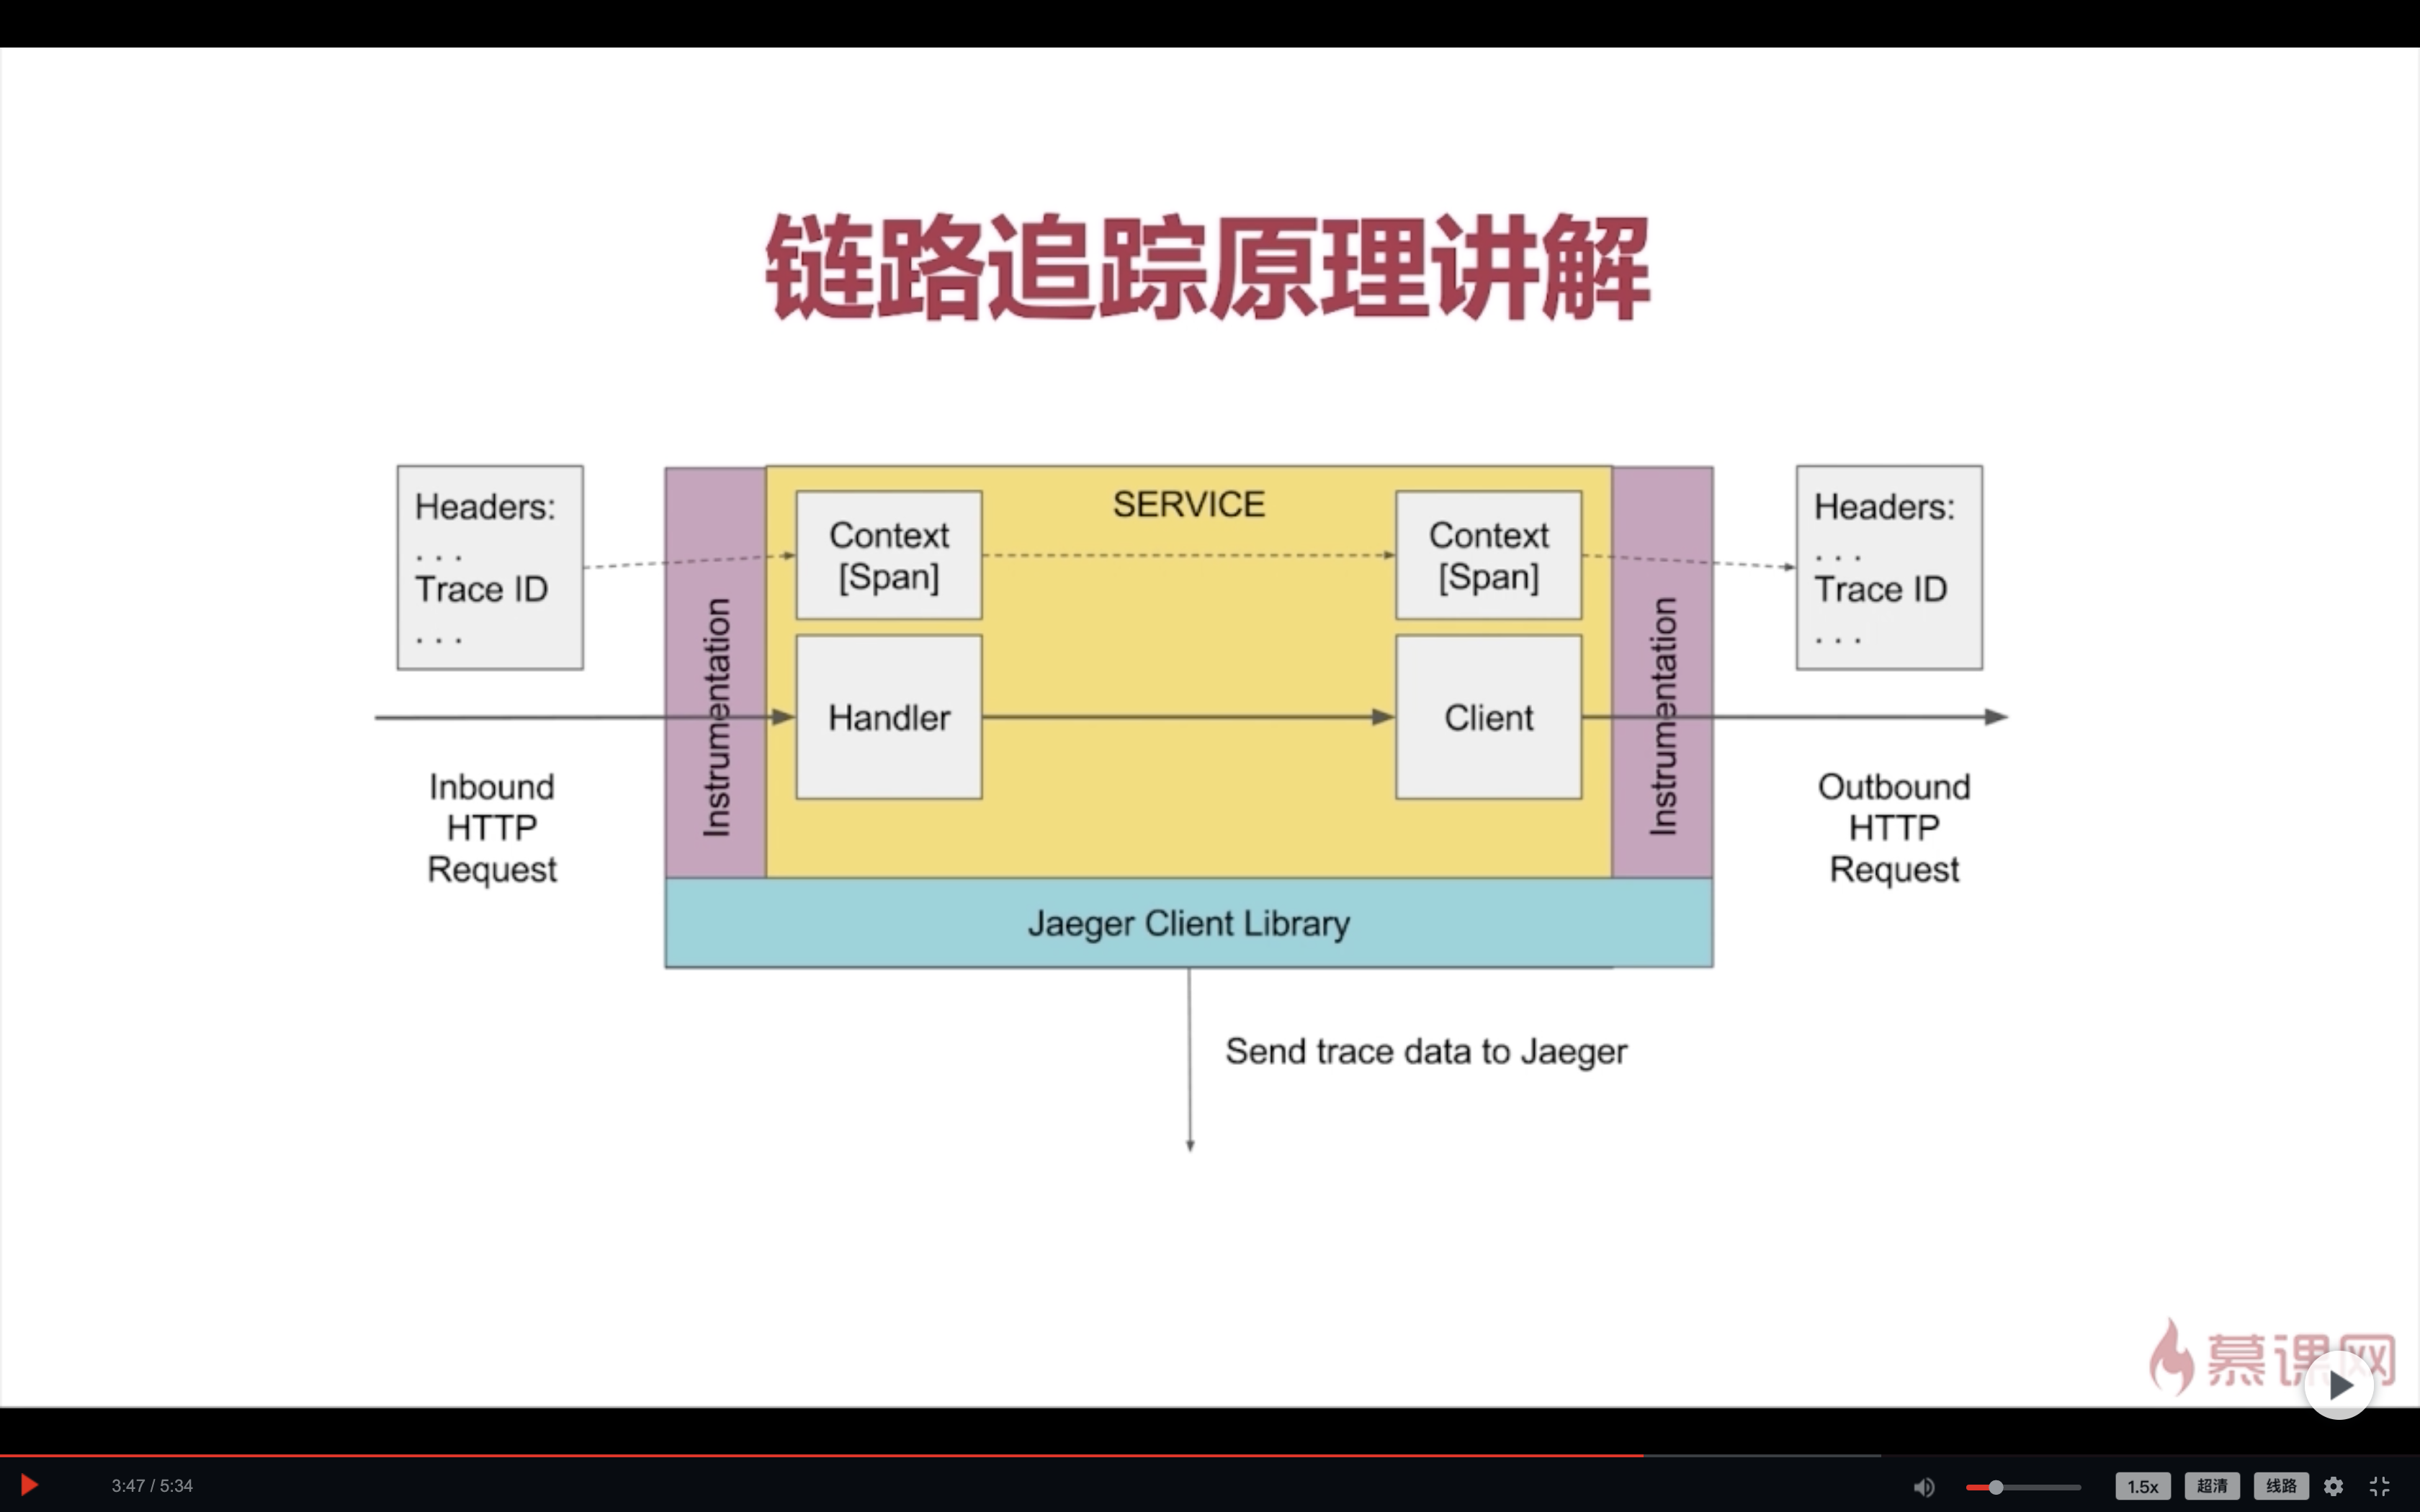 链路追踪原理讲解
Headers:
. . .
Trace ID
. . .
Inbound
HTTP
Request
Instrumentation
SERVICE
Context
[Span]
Context
[Span]
Handler
Client
Instrumentation
Headers:
. . .
Trace ID
. . .
Outbound
HTTP
Request
Jaeger Client Library
Send trace data to Jaeger
慕课网
3:47 / 5:34
1.5x
超清
线路